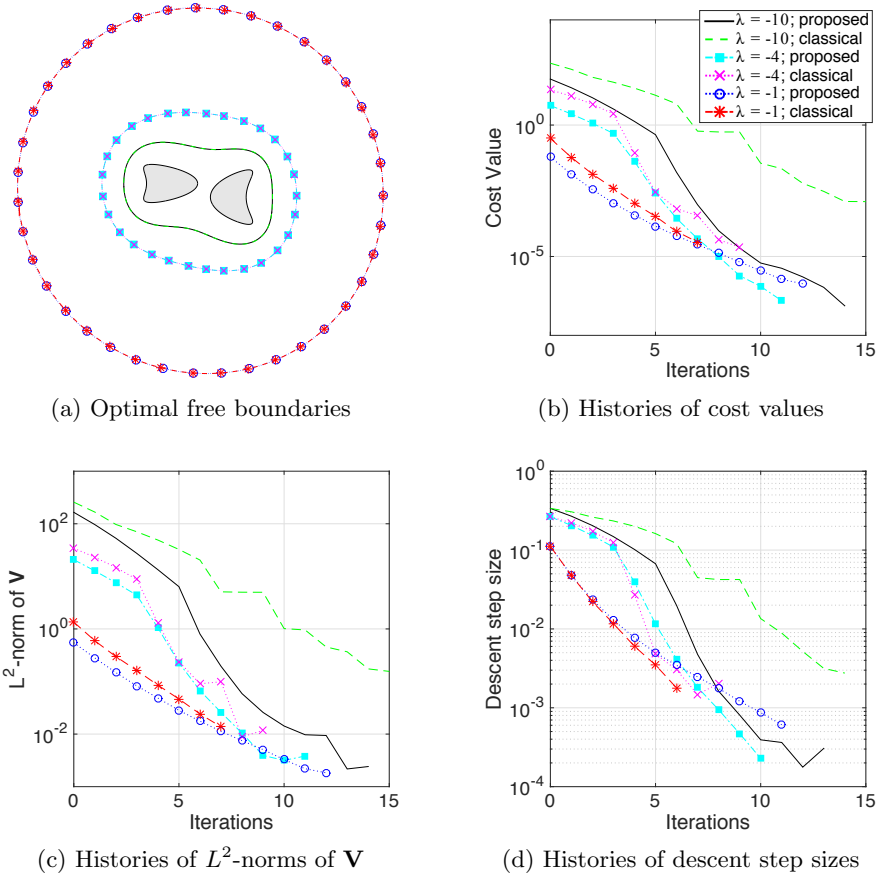 λ = -10; proposed
λ = -10; classical
λ = -4; proposed
λ = -4; classical
λ = -1; proposed
λ = -1; classical
10^0
10^-5
Cost Value
0
5
10
15
Iterations
(a) Optimal free boundaries
(b) Histories of cost values
10^2
10^0
10^-2
L^2-norm of V
0
5
10
15
Iterations
10^0
10^-1
10^-2
10^-3
10^-4
Descent step size
0
5
10
15
Iterations
(c) Histories of L^2-norms of V
(d) Histories of descent step sizes